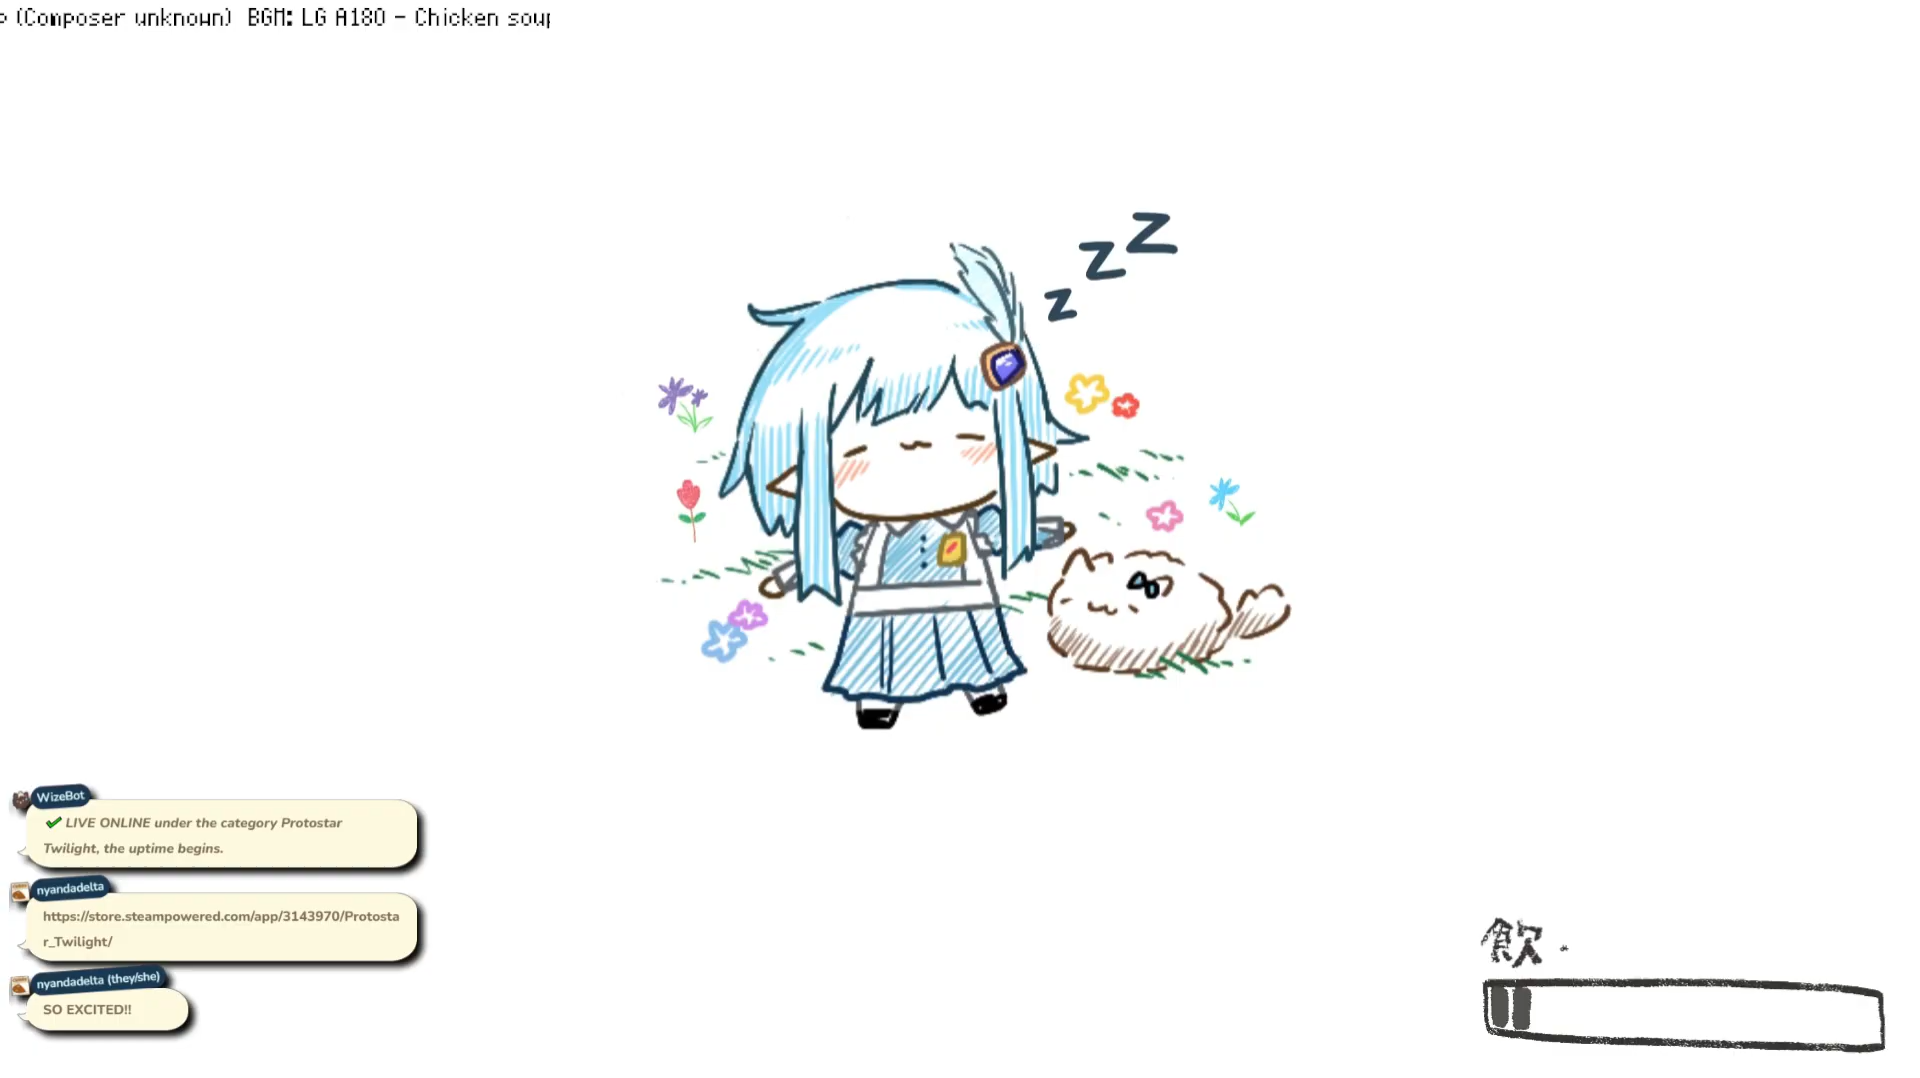 (Composer unknown) BGM: LG A180 - Chicken soup
z z z
WizeBot
LIVE ONLINE under the category Protostar
Twilight, the uptime begins.
nyandadelta
https://store.steampowered.com/app/3143970/Protosta
r_Twilight/
nyandadelta (they/she)
SO EXCITED!!
飲.